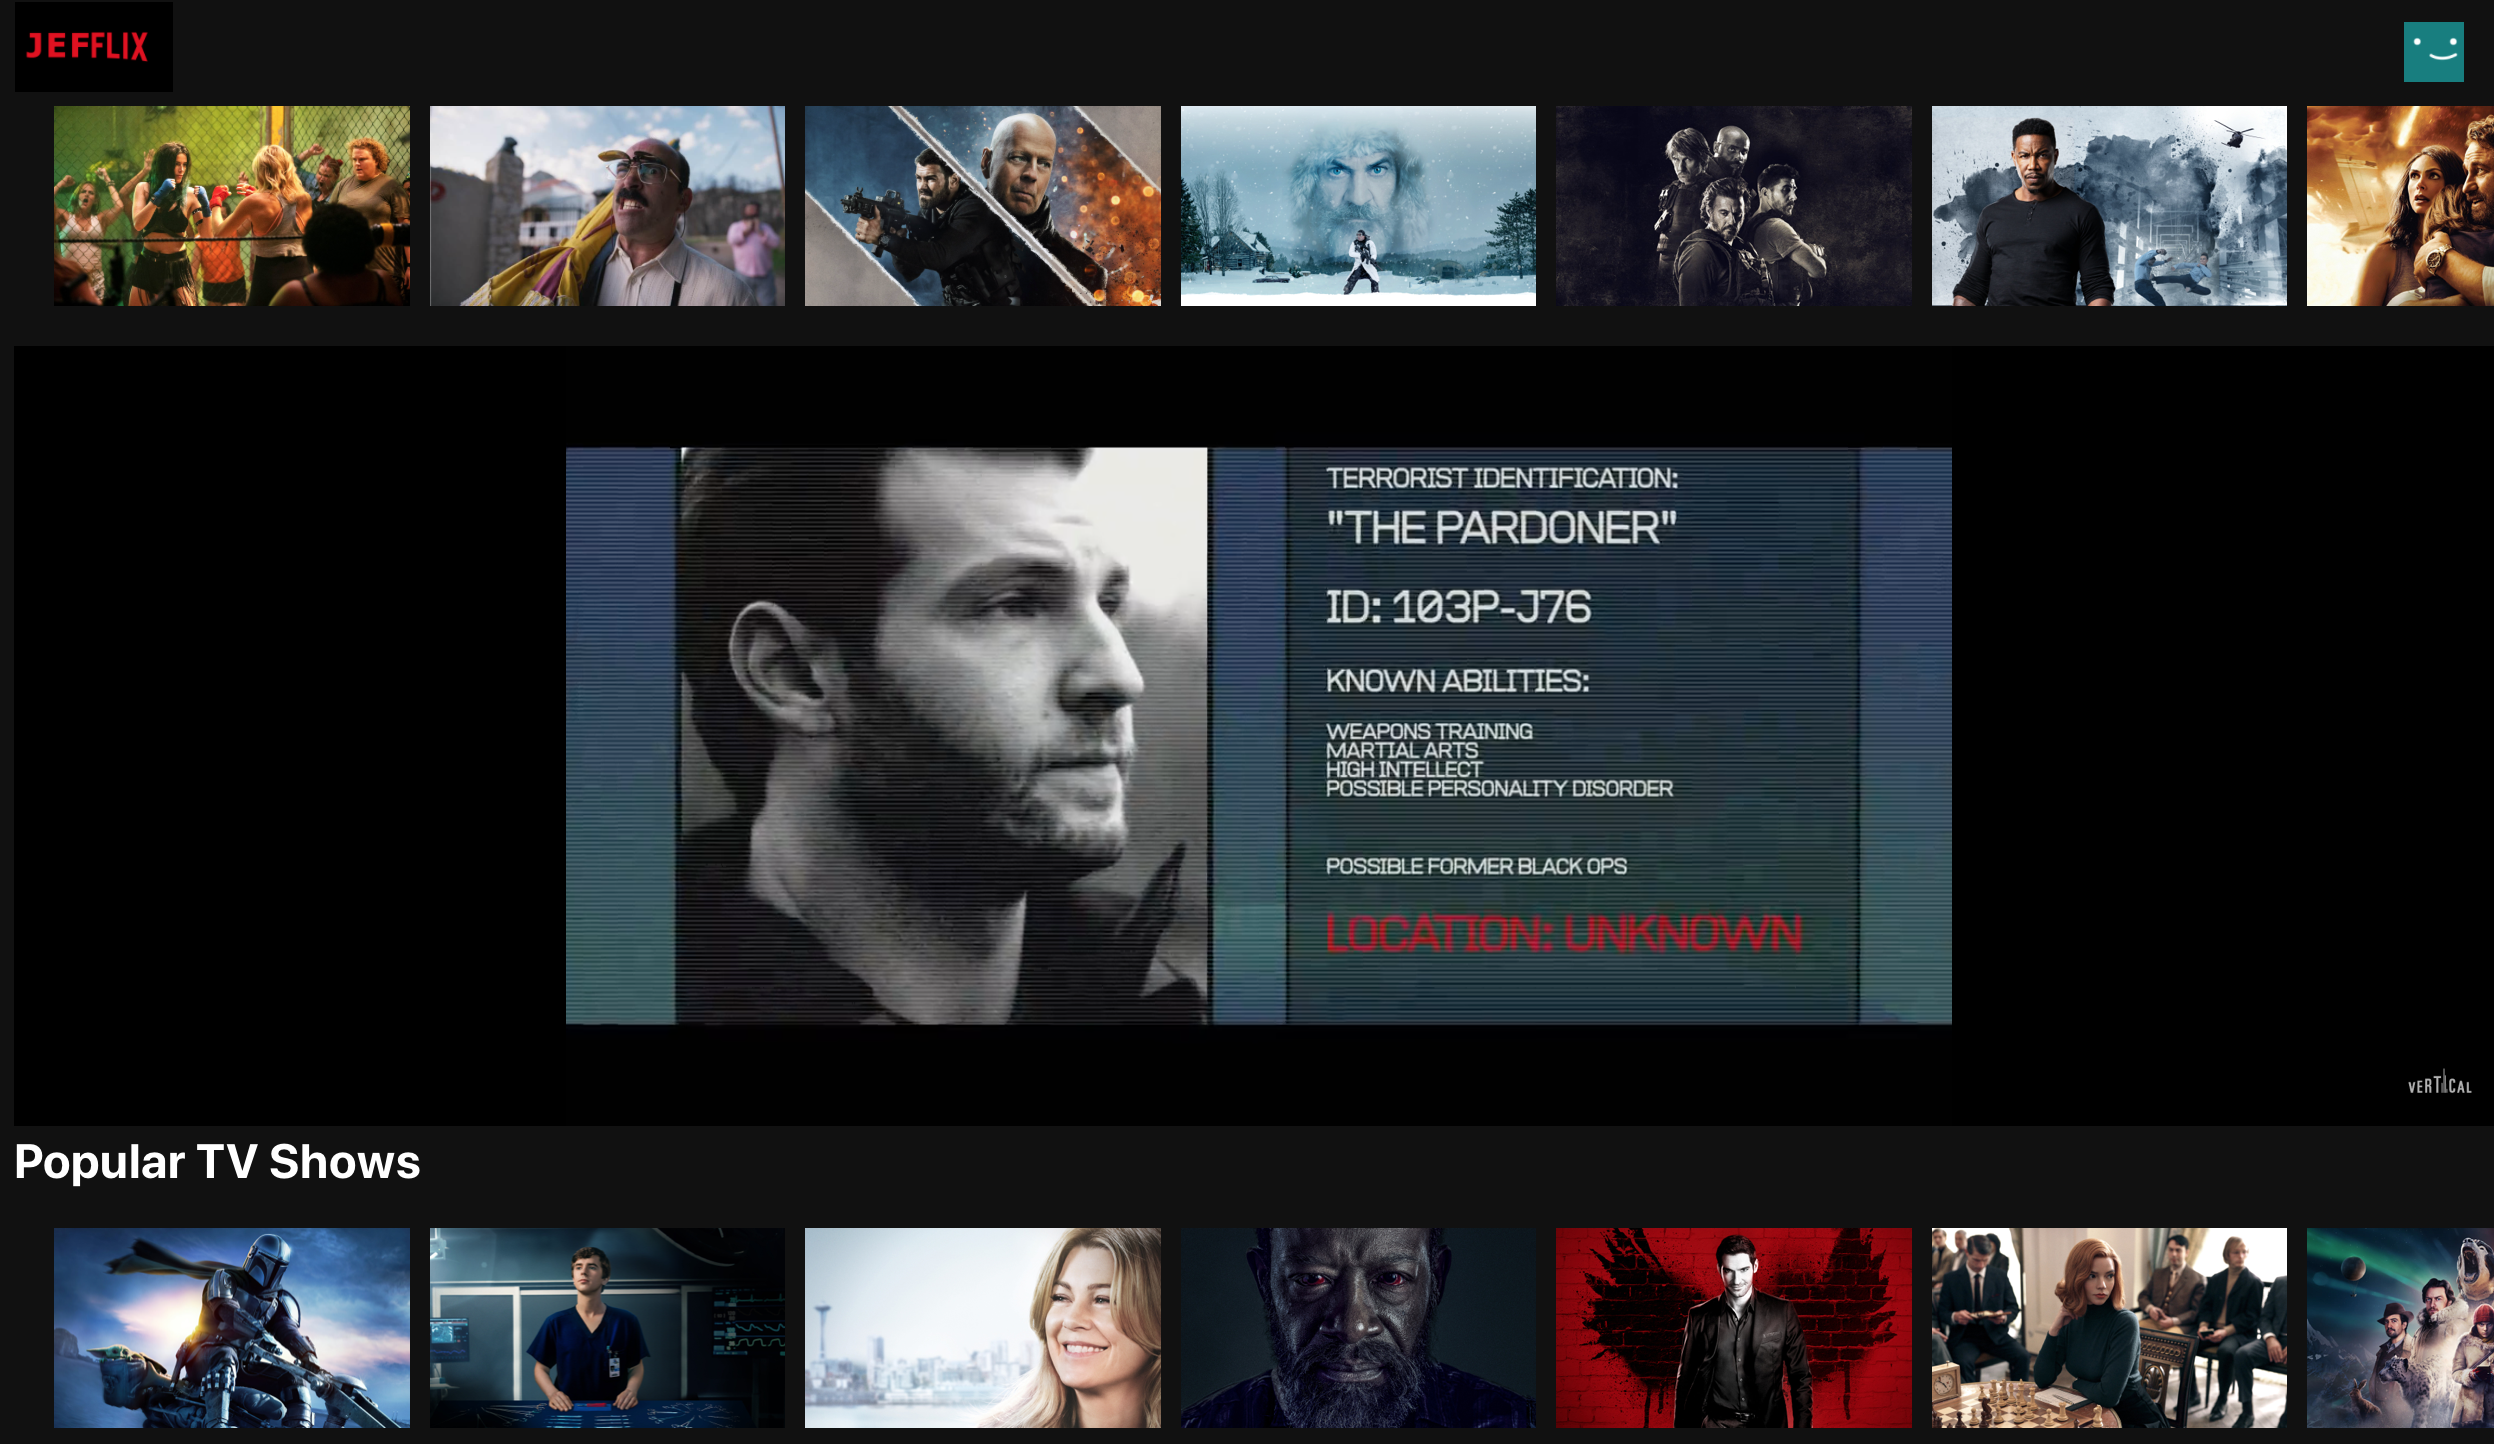 JEFFLIX
TERRORIST IDENTIFICATION:
"THE PARDONER"
ID: 103P-J76
KNOWN ABILITIES:
WEAPONS TRAINING
MARTIAL ARTS
HIGH INTELLECT
POSSIBLE PERSONALITY DISORDER
POSSIBLE FORMER BLACK OPS
LOCATION: UNKNOWN
VERTICAL
Popular TV Shows